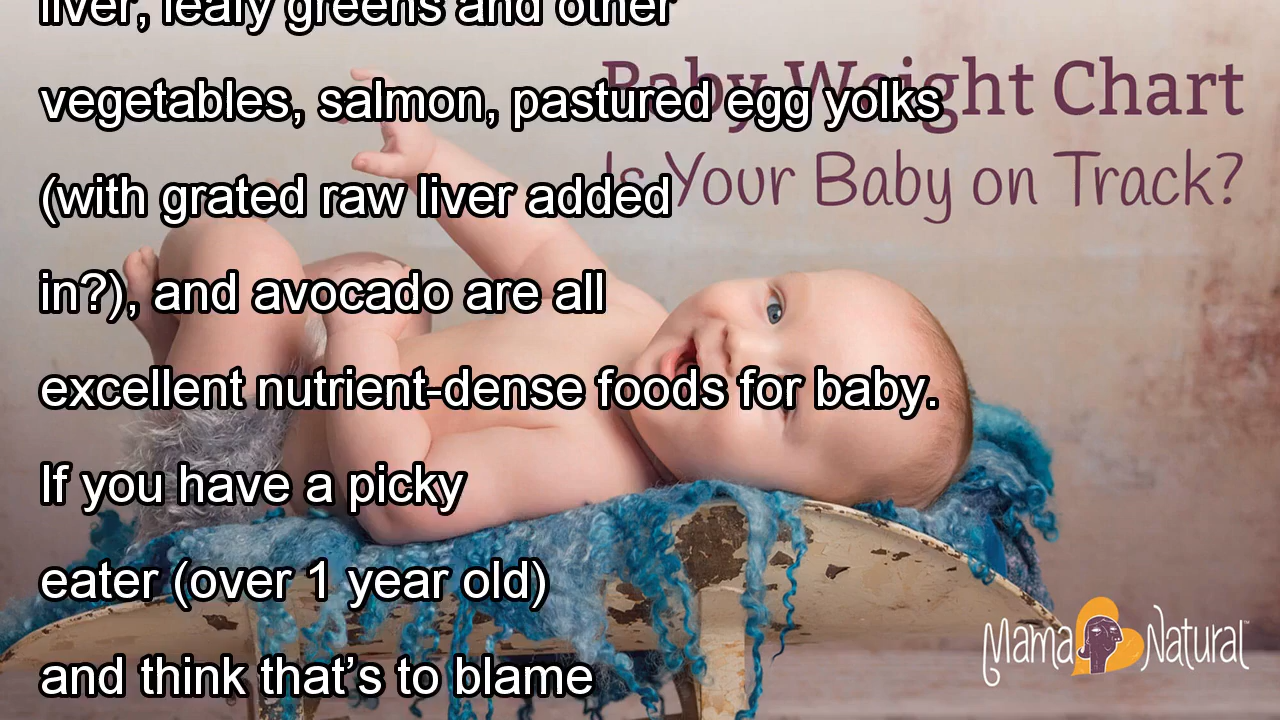 liver, leafy greens and other
vegetables, salmon, pastured egg yolks
(with grated raw liver added
in?), and avocado are all
excellent nutrient-dense foods for baby.
If you have a picky
eater (over 1 year old)
and think that’s to blame
Baby Weight Chart
Is Your Baby on Track?
Mama Natural™